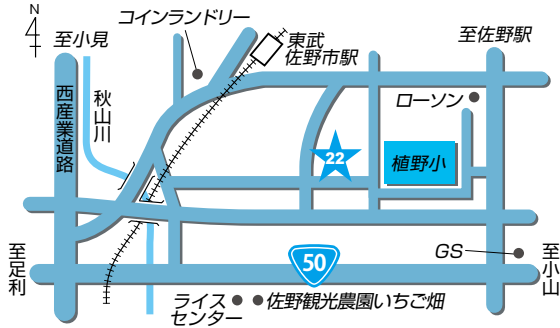 N
至小見
コインランドリー
東武
佐野市駅
至佐野駅
西産業道路
秋山川
ローソン
22
植野小
至足利
GS
至小山
50
ライス
センター
佐野観光農園いちご畑